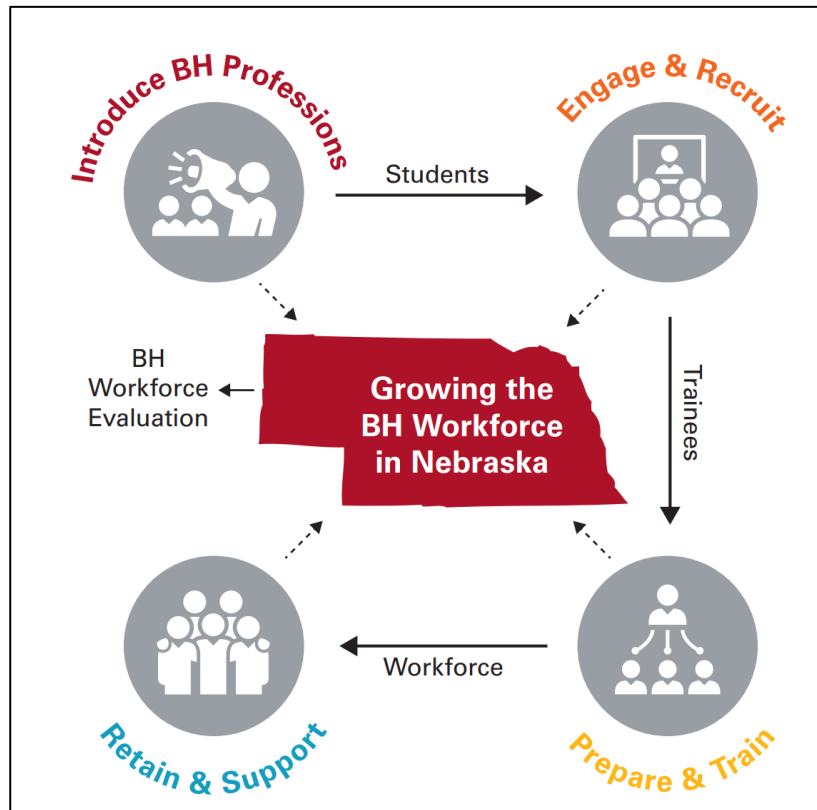 Introduce BH Professions
Engage & Recruit
Students
BH
Workforce
Evaluation
Growing the
BH Workforce
in Nebraska
Trainees
Workforce
Retain & Support
Prepare & Train